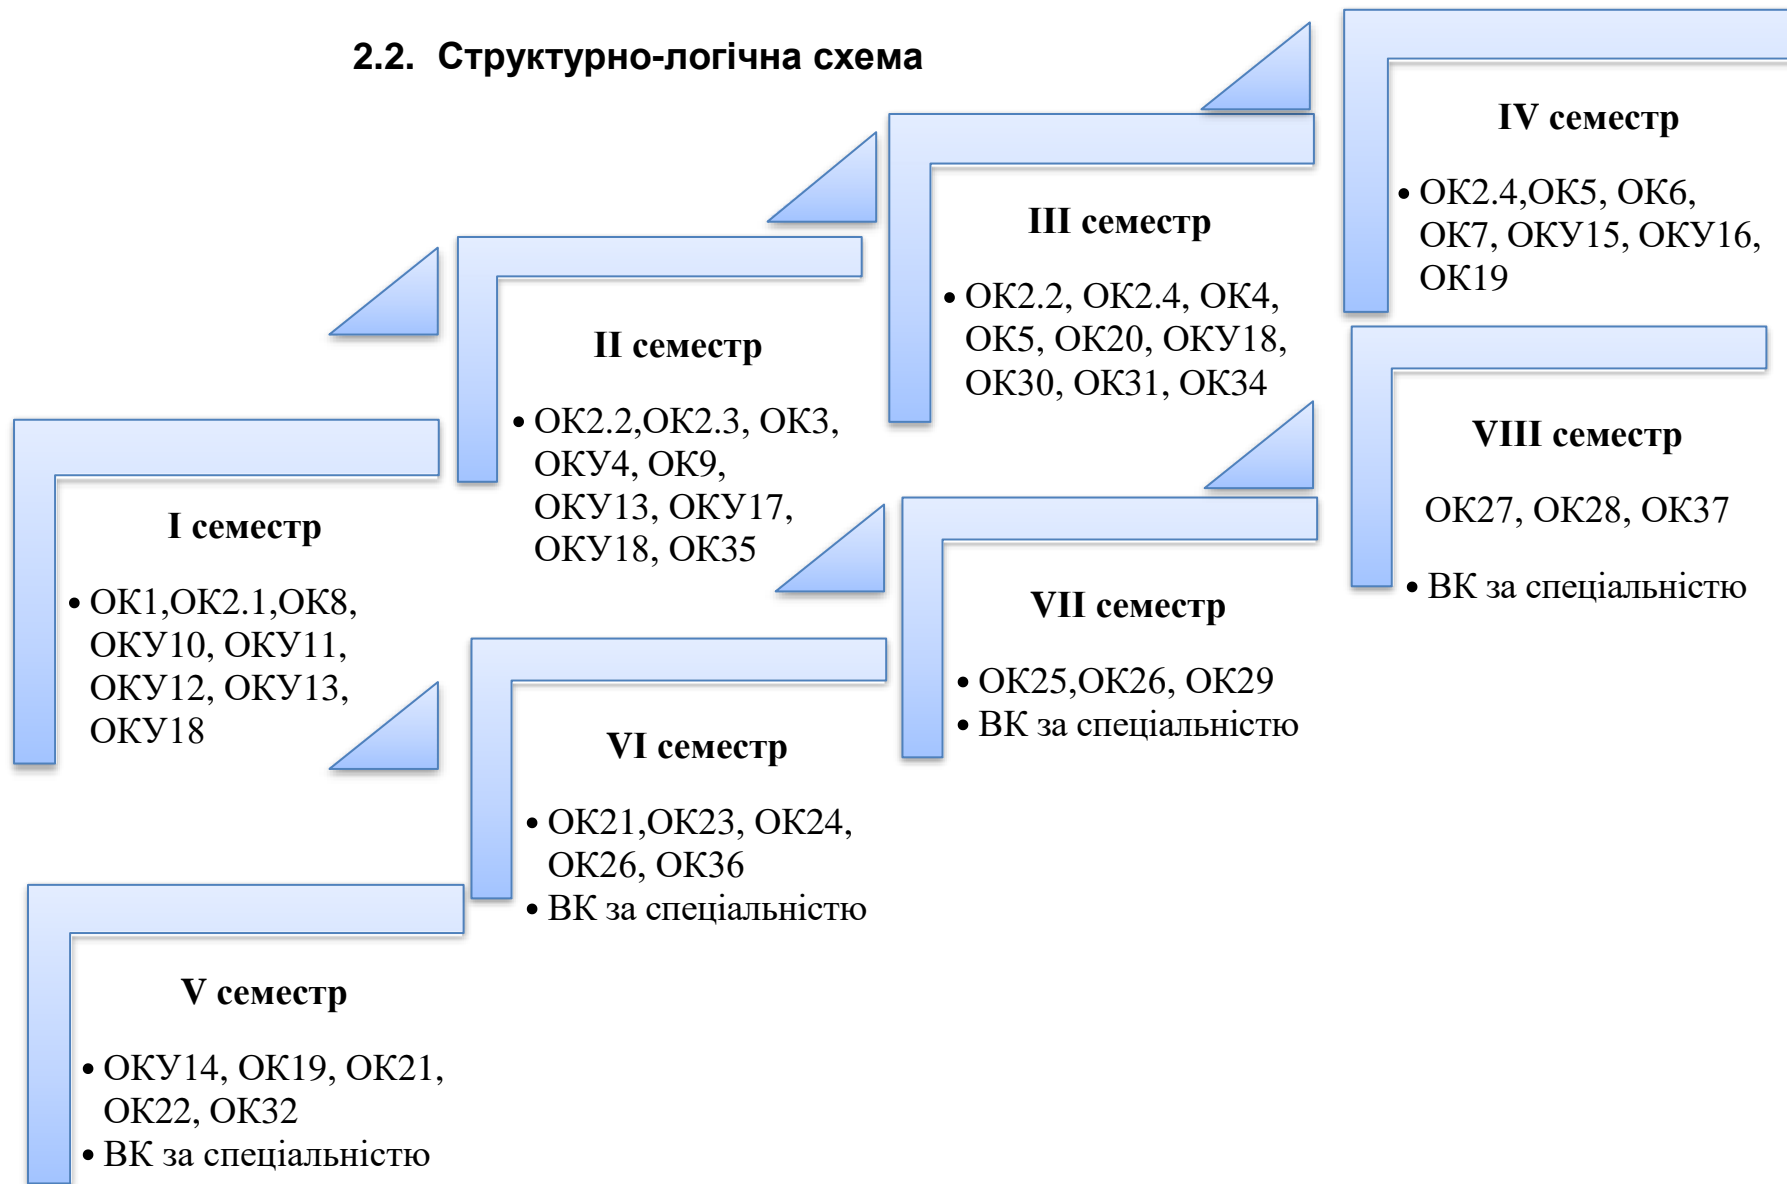 2.2. Структурно-логічна схема
I семестр
• ОК1,ОК2.1,ОК8,
ОКУ10, ОКУ11,
ОКУ12, ОКУ13,
ОКУ18
II семестр
• ОК2.2,ОК2.3, ОК3,
ОКУ4, ОК9,
ОКУ13, ОКУ17,
ОКУ18, ОК35
III семестр
• ОК2.2, ОК2.4, ОК4,
ОК5, ОК20, ОКУ18,
ОК30, ОК31, ОК34
IV семестр
• ОК2.4,ОК5, ОК6,
ОК7, ОКУ15, ОКУ16,
ОК19
V семестр
• ОКУ14, ОК19, ОК21,
ОК22, ОК32
• ВК за спеціальністю
VI семестр
• ОК21,ОК23, ОК24,
ОК26, ОК36
• ВК за спеціальністю
VII семестр
• ОК25,ОК26, ОК29
• ВК за спеціальністю
VIII семестр
ОК27, ОК28, ОК37
• ВК за спеціальністю